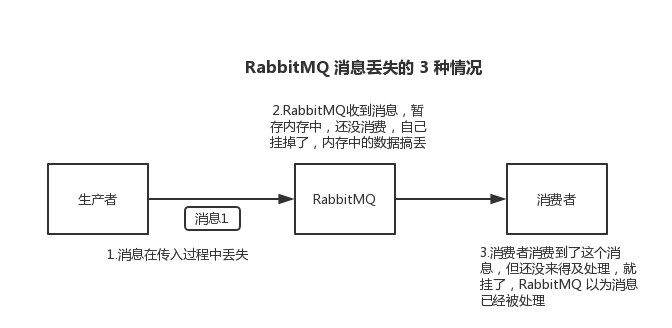 RabbitMQ 消息丢失的 3 种情况
2.RabbitMQ收到消息，暂
存内存中，还没消费，自己
挂掉了，内存中的数据搞丢
生产者
消息1
RabbitMQ
消费者
1.消息在传入过程中丢失
3.消费者消费到了这个消
息，但还没来得及处理，就
挂了，RabbitMQ 以为消息
已经被处理